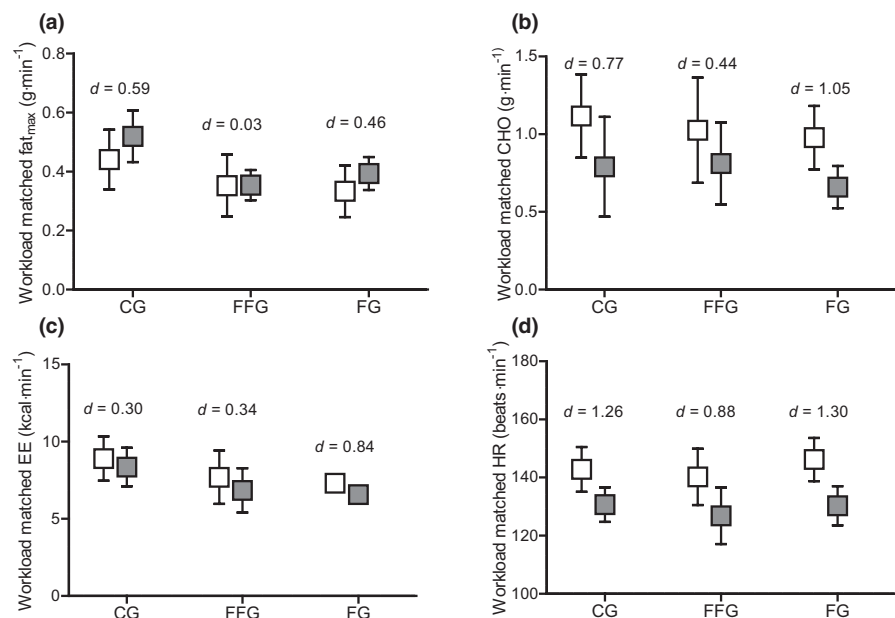 (a)
Workload matched fatmax (g·min⁻¹)
0.8
0.6
0.4
0.2
0.0
d = 0.59
d = 0.03
d = 0.46
CG
FFG
FG
(b)
Workload matched CHO (g·min⁻¹)
1.5
1.0
0.5
0.0
d = 0.77
d = 0.44
d = 1.05
CG
FFG
FG
(c)
Workload matched EE (kcal·min⁻¹)
15
10
5
0
d = 0.30
d = 0.34
d = 0.84
CG
FFG
FG
(d)
Workload matched HR (beats·min⁻¹)
180
160
140
120
100
d = 1.26
d = 0.88
d = 1.30
CG
FFG
FG